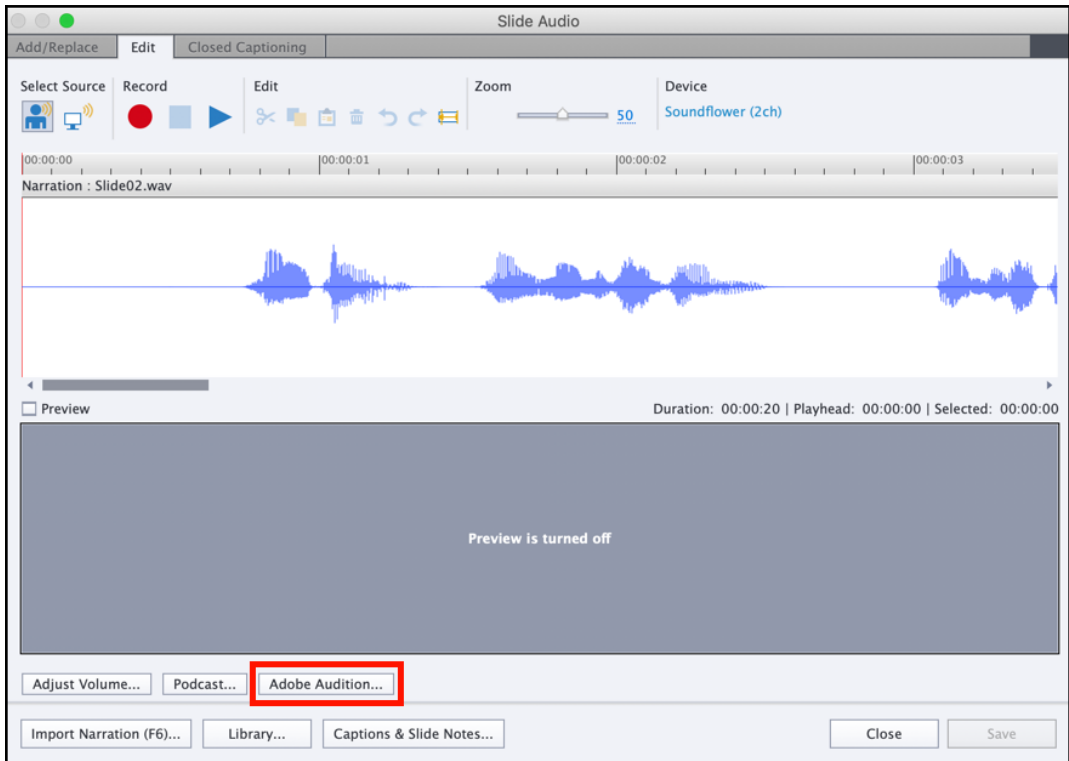 Slide Audio
Add/Replace Edit Closed Captioning
Select Source Record Edit Zoom Device
50 Soundflower (2ch)
00:00:00 00:00:01 00:00:02 00:00:03
Narration : Slide02.wav
Preview Duration: 00:00:20 | Playhead: 00:00:00 | Selected: 00:00:00
Preview is turned off
Adjust Volume... Podcast... Adobe Audition...
Import Narration (F6)... Library... Captions & Slide Notes... Close Save